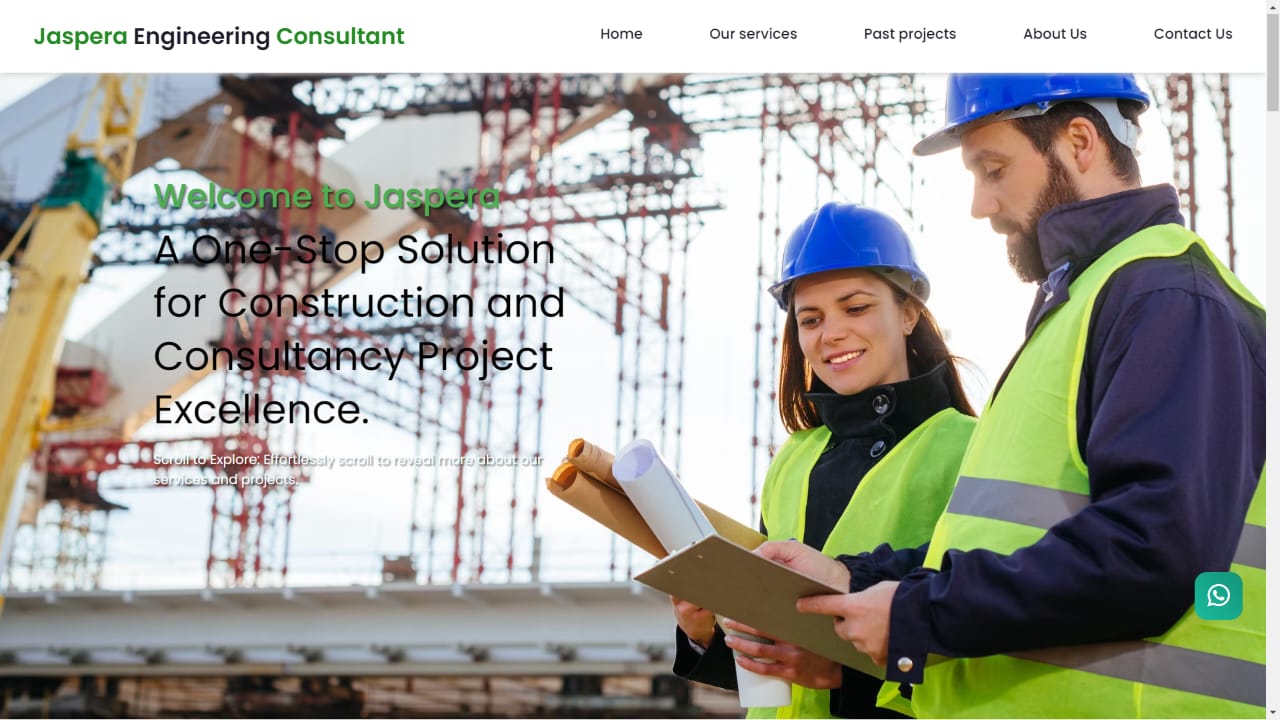 Jaspera Engineering Consultant
Home
Our services
Past projects
About Us
Contact Us
Welcome to Jaspera
A One-Stop Solution
for Construction and
Consultancy Project
Excellence.
Scroll to Explore: Effortlessly scroll to reveal more about our
services and projects.